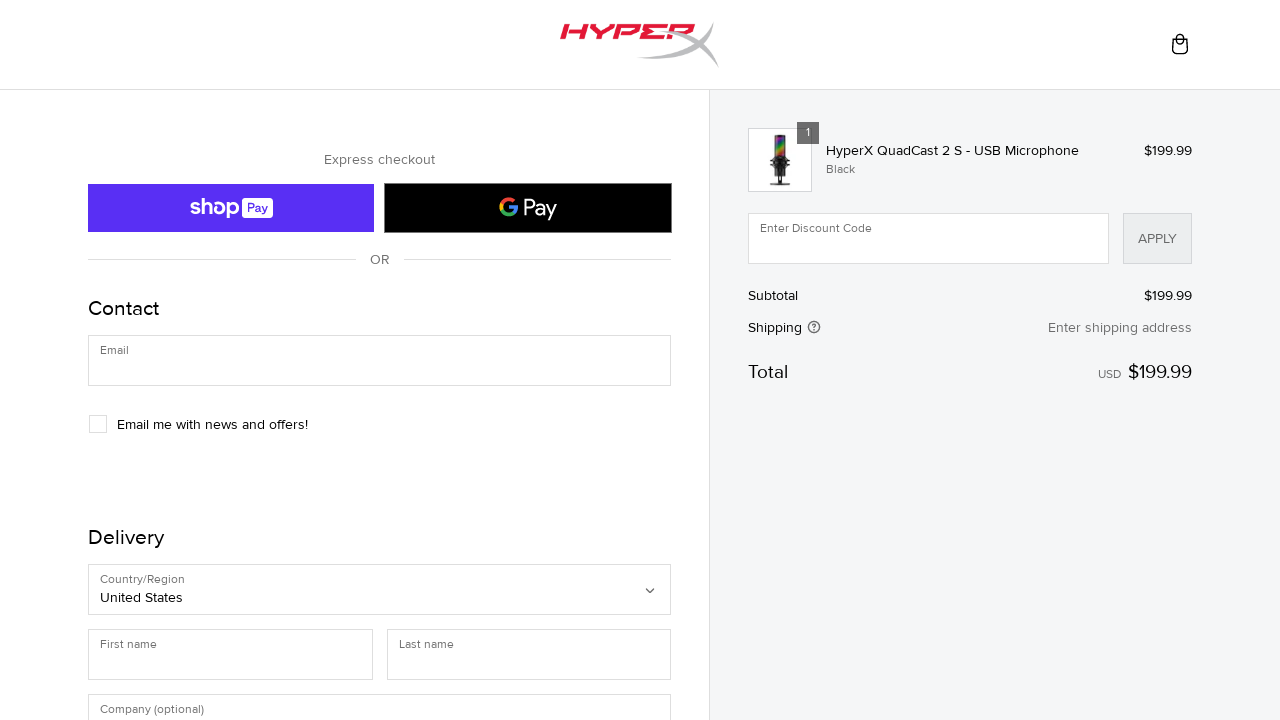 HYPERX
Express checkout
shop Pay
G Pay
OR
Contact
Email
Email me with news and offers!
Delivery
Country/Region
United States
First name
Last name
Company (optional)
1
HyperX QuadCast 2 S - USB Microphone
$199.99
Black
Enter Discount Code
APPLY
Subtotal
$199.99
Shipping
Enter shipping address
Total
USD $199.99